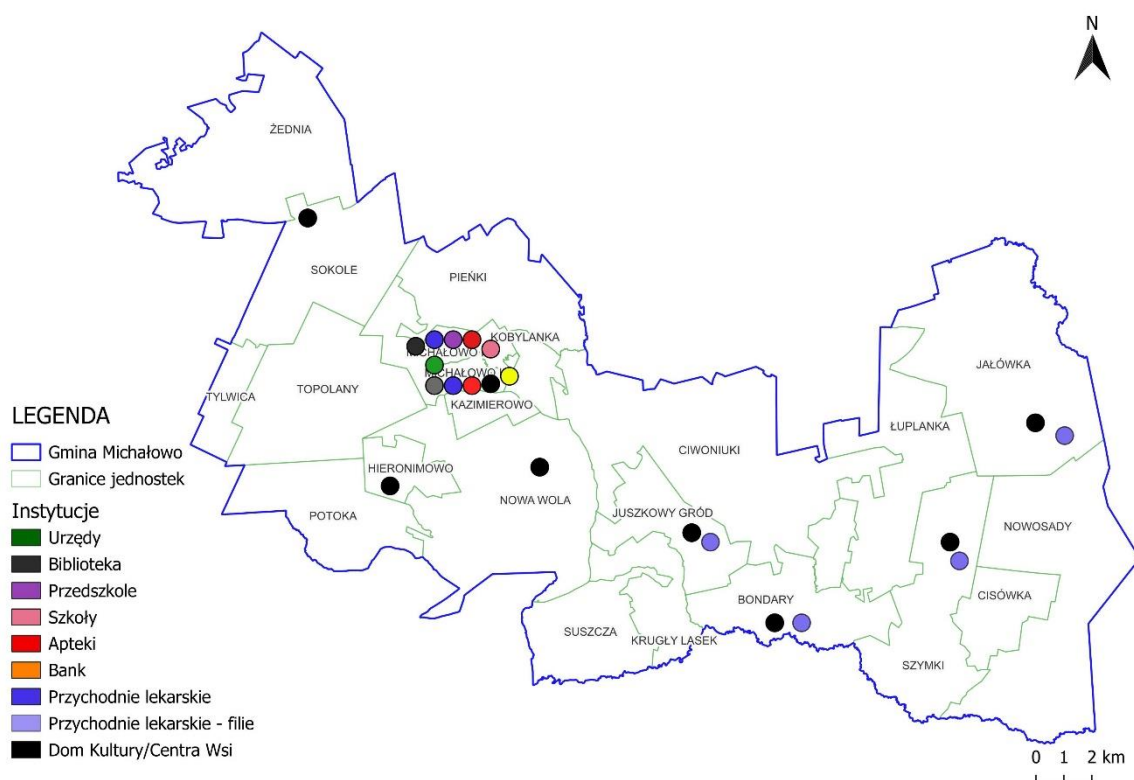 N
ŻEDNIA
SOKOLE
PIEŃKI
KOBYLANKA
MICHAŁOWO I
MICHAŁOWO I
KAZIMIEROWO
TYLWICA
TOPOLANY
JAŁÓWKA
ŁUPLANKA
CIWONIUKI
HIERONIMOWO
NOWA WOLA
POTOKA
JUSZKOWY GRÓD
NOWOSADY
CISÓWKA
BONDARY
SUSZCZA
KRUGŁY LASEK
SZYMKI
LEGENDA
Gmina Michałowo
Granice jednostek
Instytucje
Urzędy
Biblioteka
Przedszkole
Szkoły
Apteki
Bank
Przychodnie lekarskie
Przychodnie lekarskie - filie
Dom Kultury/Centra Wsi
0 1 2 km